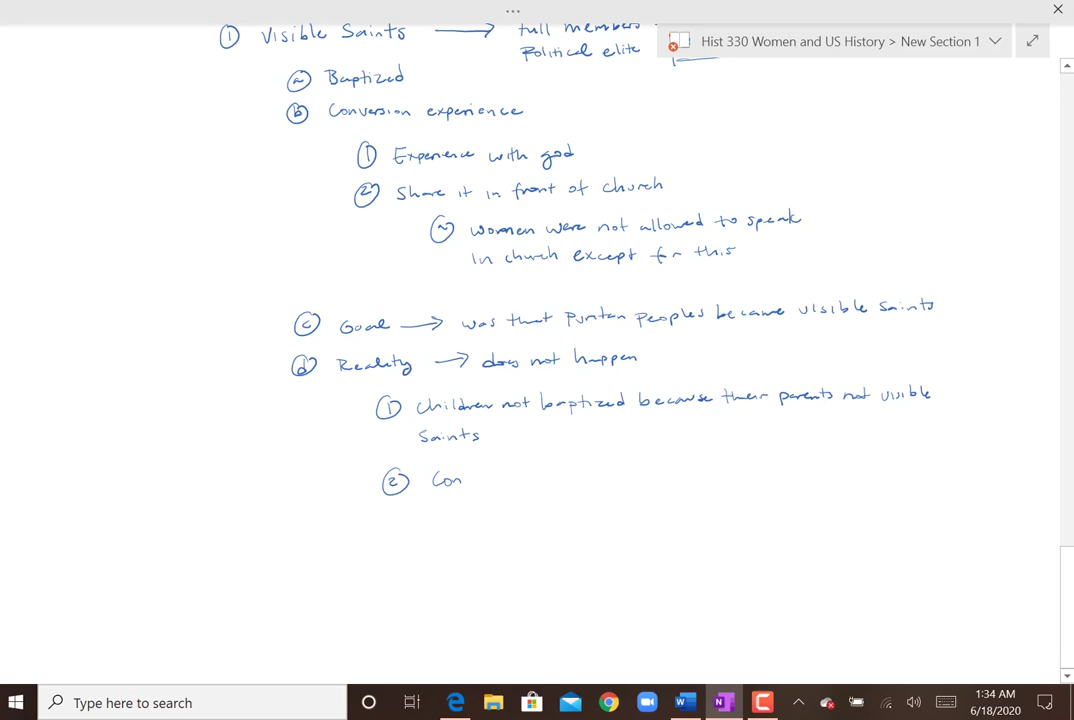 ① Visible Saints → full members
Political elite
Hist 330 Women and US History > New Section 1
ⓐ Baptized
ⓑ Conversion experience
① Experience with god
② Share it in front of church
ⓐ women were not allowed to speak
in church except for this
ⓒ Goal → was that Puritan Peoples became visible saints
ⓓ Reality → does not happen
① Children not baptized because their parents not visible
saints
② Con
Type here to search
1:34 AM
6/18/2020